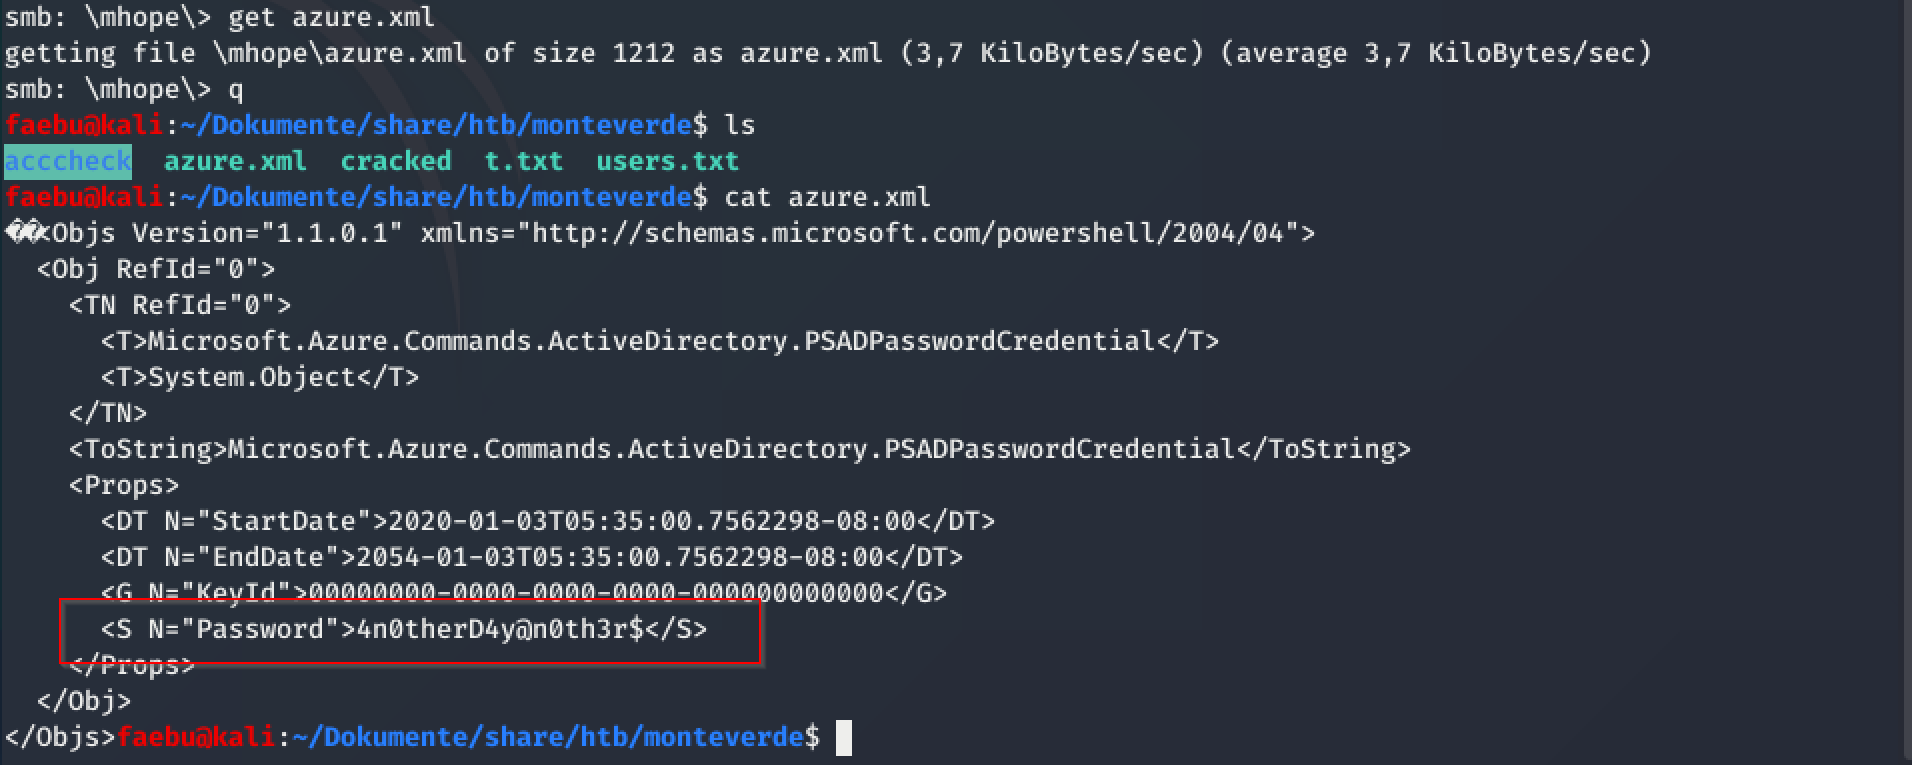 smb: \mhope\> get azure.xml
getting file \mhope\azure.xml of size 1212 as azure.xml (3,7 KiloBytes/sec) (average 3,7 KiloBytes/sec)
smb: \mhope\> q
faebu@kali:~/Dokumente/share/htb/monteverde$ ls
acccheck  azure.xml  cracked  t.txt  users.txt
faebu@kali:~/Dokumente/share/htb/monteverde$ cat azure.xml
��<Objs Version="1.1.0.1" xmlns="http://schemas.microsoft.com/powershell/2004/04">
  <Obj RefId="0">
    <TN RefId="0">
      <T>Microsoft.Azure.Commands.ActiveDirectory.PSADPasswordCredential</T>
      <T>System.Object</T>
    </TN>
    <ToString>Microsoft.Azure.Commands.ActiveDirectory.PSADPasswordCredential</ToString>
    <Props>
      <DT N="StartDate">2020-01-03T05:35:00.7562298-08:00</DT>
      <DT N="EndDate">2054-01-03T05:35:00.7562298-08:00</DT>
      <G N="KeyId">00000000-0000-0000-0000-000000000000</G>
      <S N="Password">4n0therD4y@n0th3r$</S>
    </Props>
  </Obj>
</Objs>faebu@kali:~/Dokumente/share/htb/monteverde$